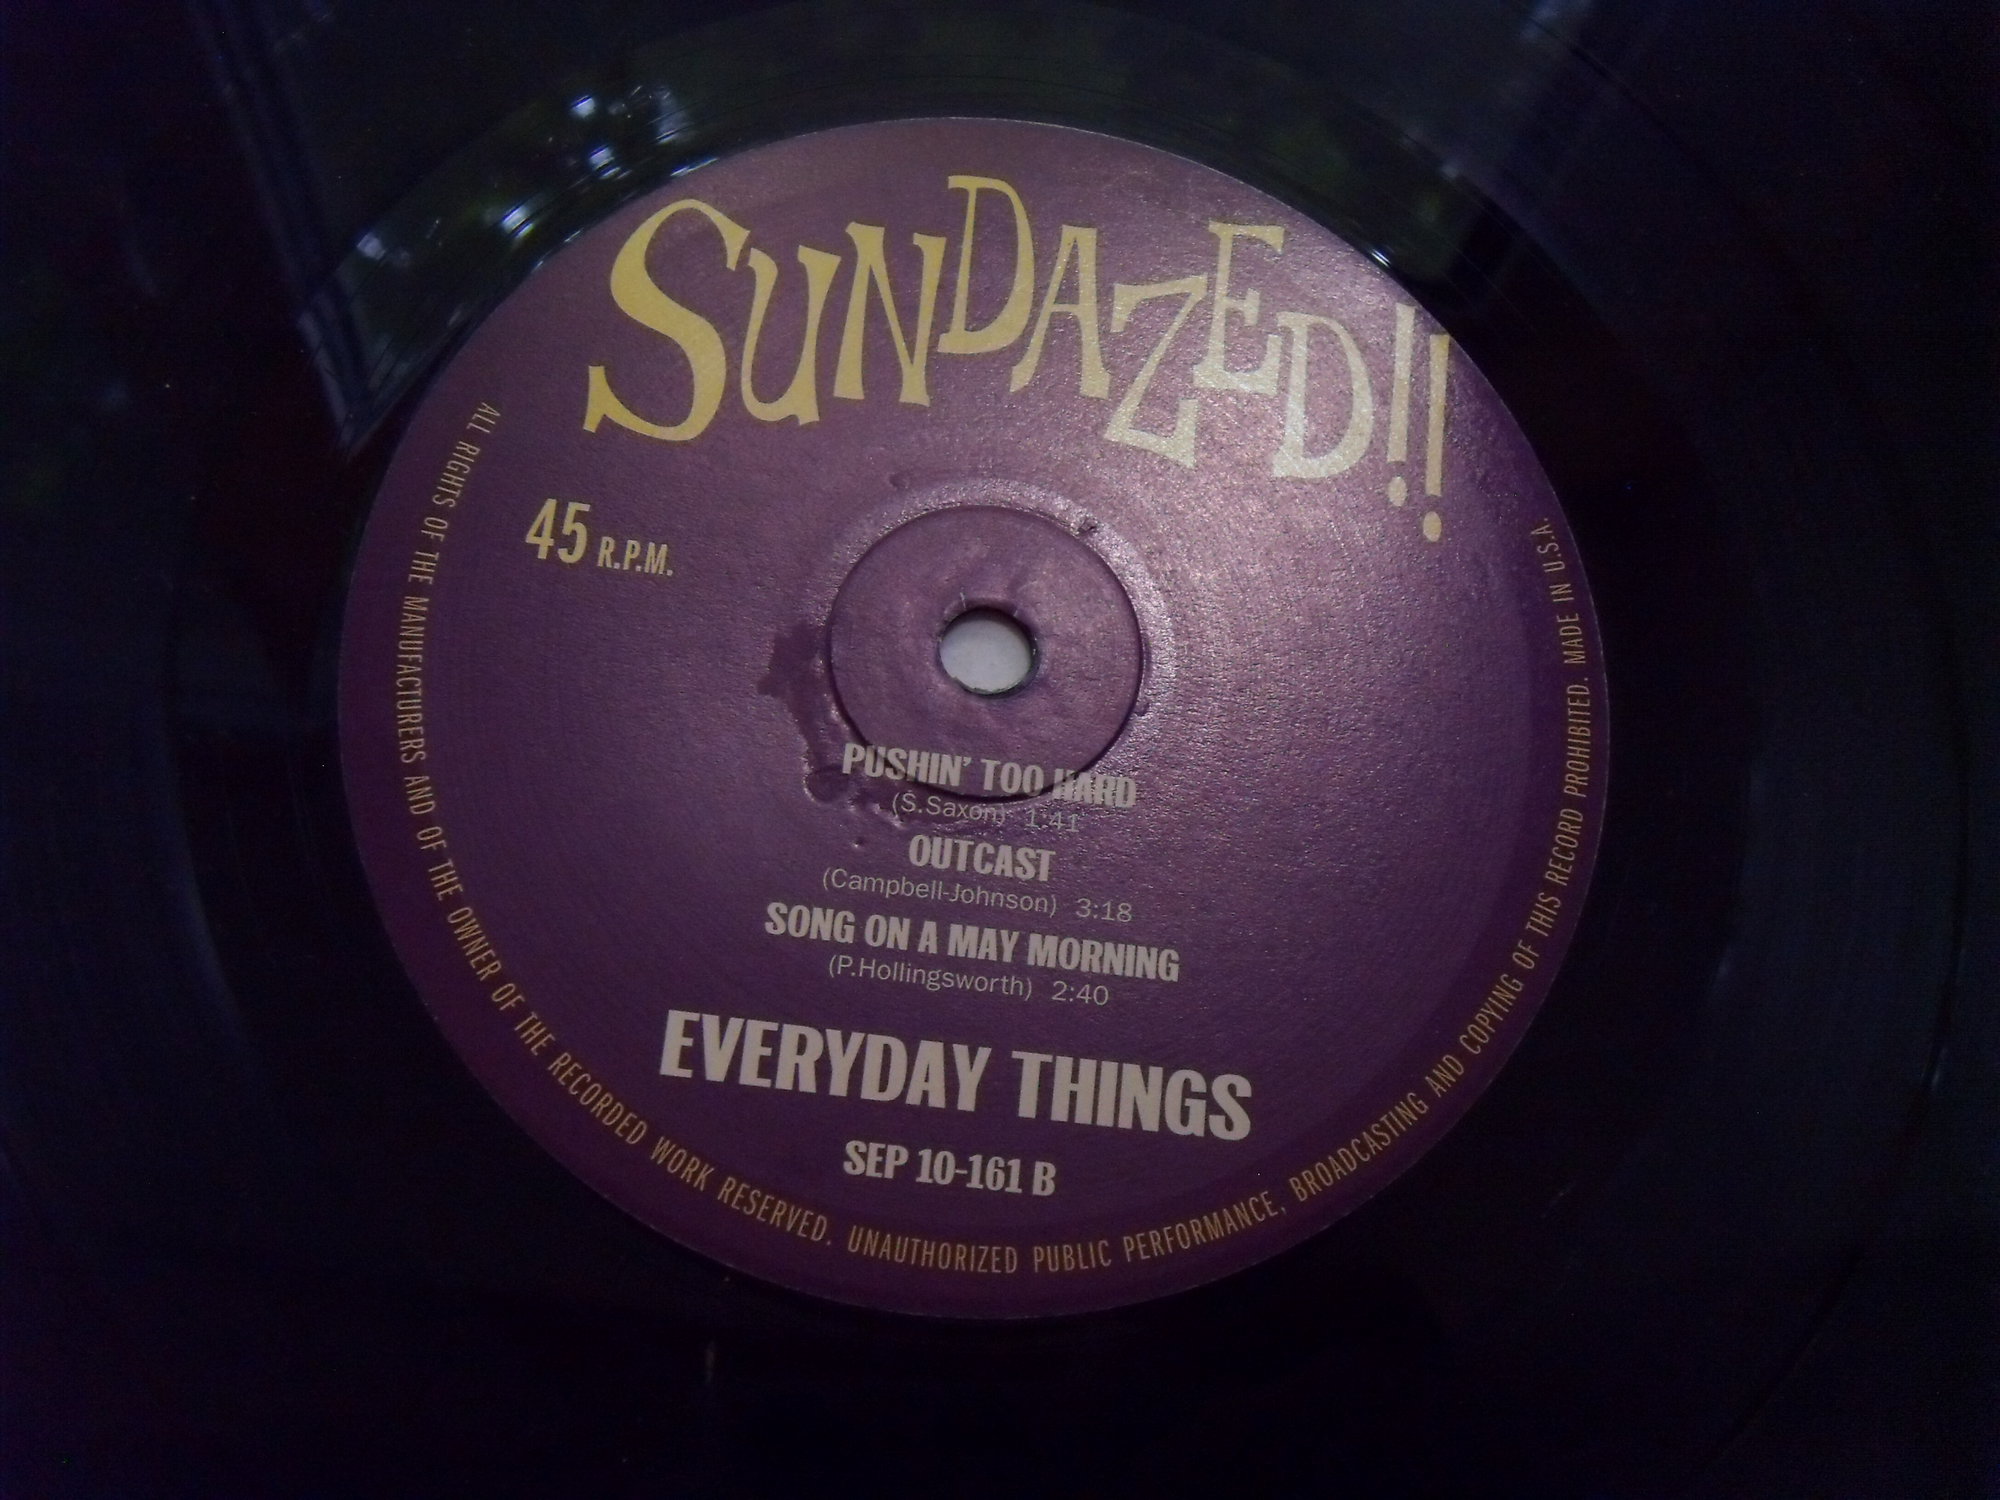 SUNDAZED!!
45 R.P.M.
PUSHIN' TOO HARD
(S.Saxon) 1:41
OUTCAST
(Campbell-Johnson) 3:18
SONG ON A MAY MORNING
(P.Hollingsworth) 2:40
EVERYDAY THINGS
SEP 10-161 B
ALL RIGHTS OF THE MANUFACTURERS AND OF THE OWNER OF THE RECORDED WORK RESERVED. UNAUTHORIZED PUBLIC PERFORMANCE, BROADCASTING AND COPYING OF THIS RECORD PROHIBITED. MADE IN U.S.A.